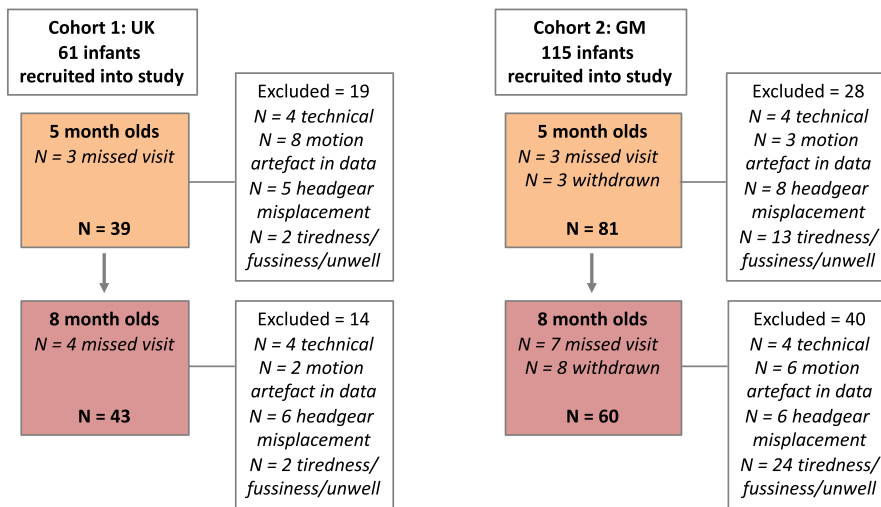 Cohort 1: UK
61 infants
recruited into study
Excluded = 19
N = 4 technical
N = 8 motion
artefact in data
N = 5 headgear
misplacement
N = 2 tiredness/
fussiness/unwell
5 month olds
N = 3 missed visit
N = 39
8 month olds
N = 4 missed visit
N = 43
Excluded = 14
N = 4 technical
N = 2 motion
artefact in data
N = 6 headgear
misplacement
N = 2 tiredness/
fussiness/unwell
Cohort 2: GM
115 infants
recruited into study
Excluded = 28
N = 4 technical
N = 3 motion
artefact in data
N = 8 headgear
misplacement
N = 13 tiredness/
fussiness/unwell
5 month olds
N = 3 missed visit
N = 3 withdrawn
N = 81
8 month olds
N = 7 missed visit
N = 8 withdrawn
N = 60
Excluded = 40
N = 4 technical
N = 6 motion
artefact in data
N = 6 headgear
misplacement
N = 24 tiredness/
fussiness/unwell